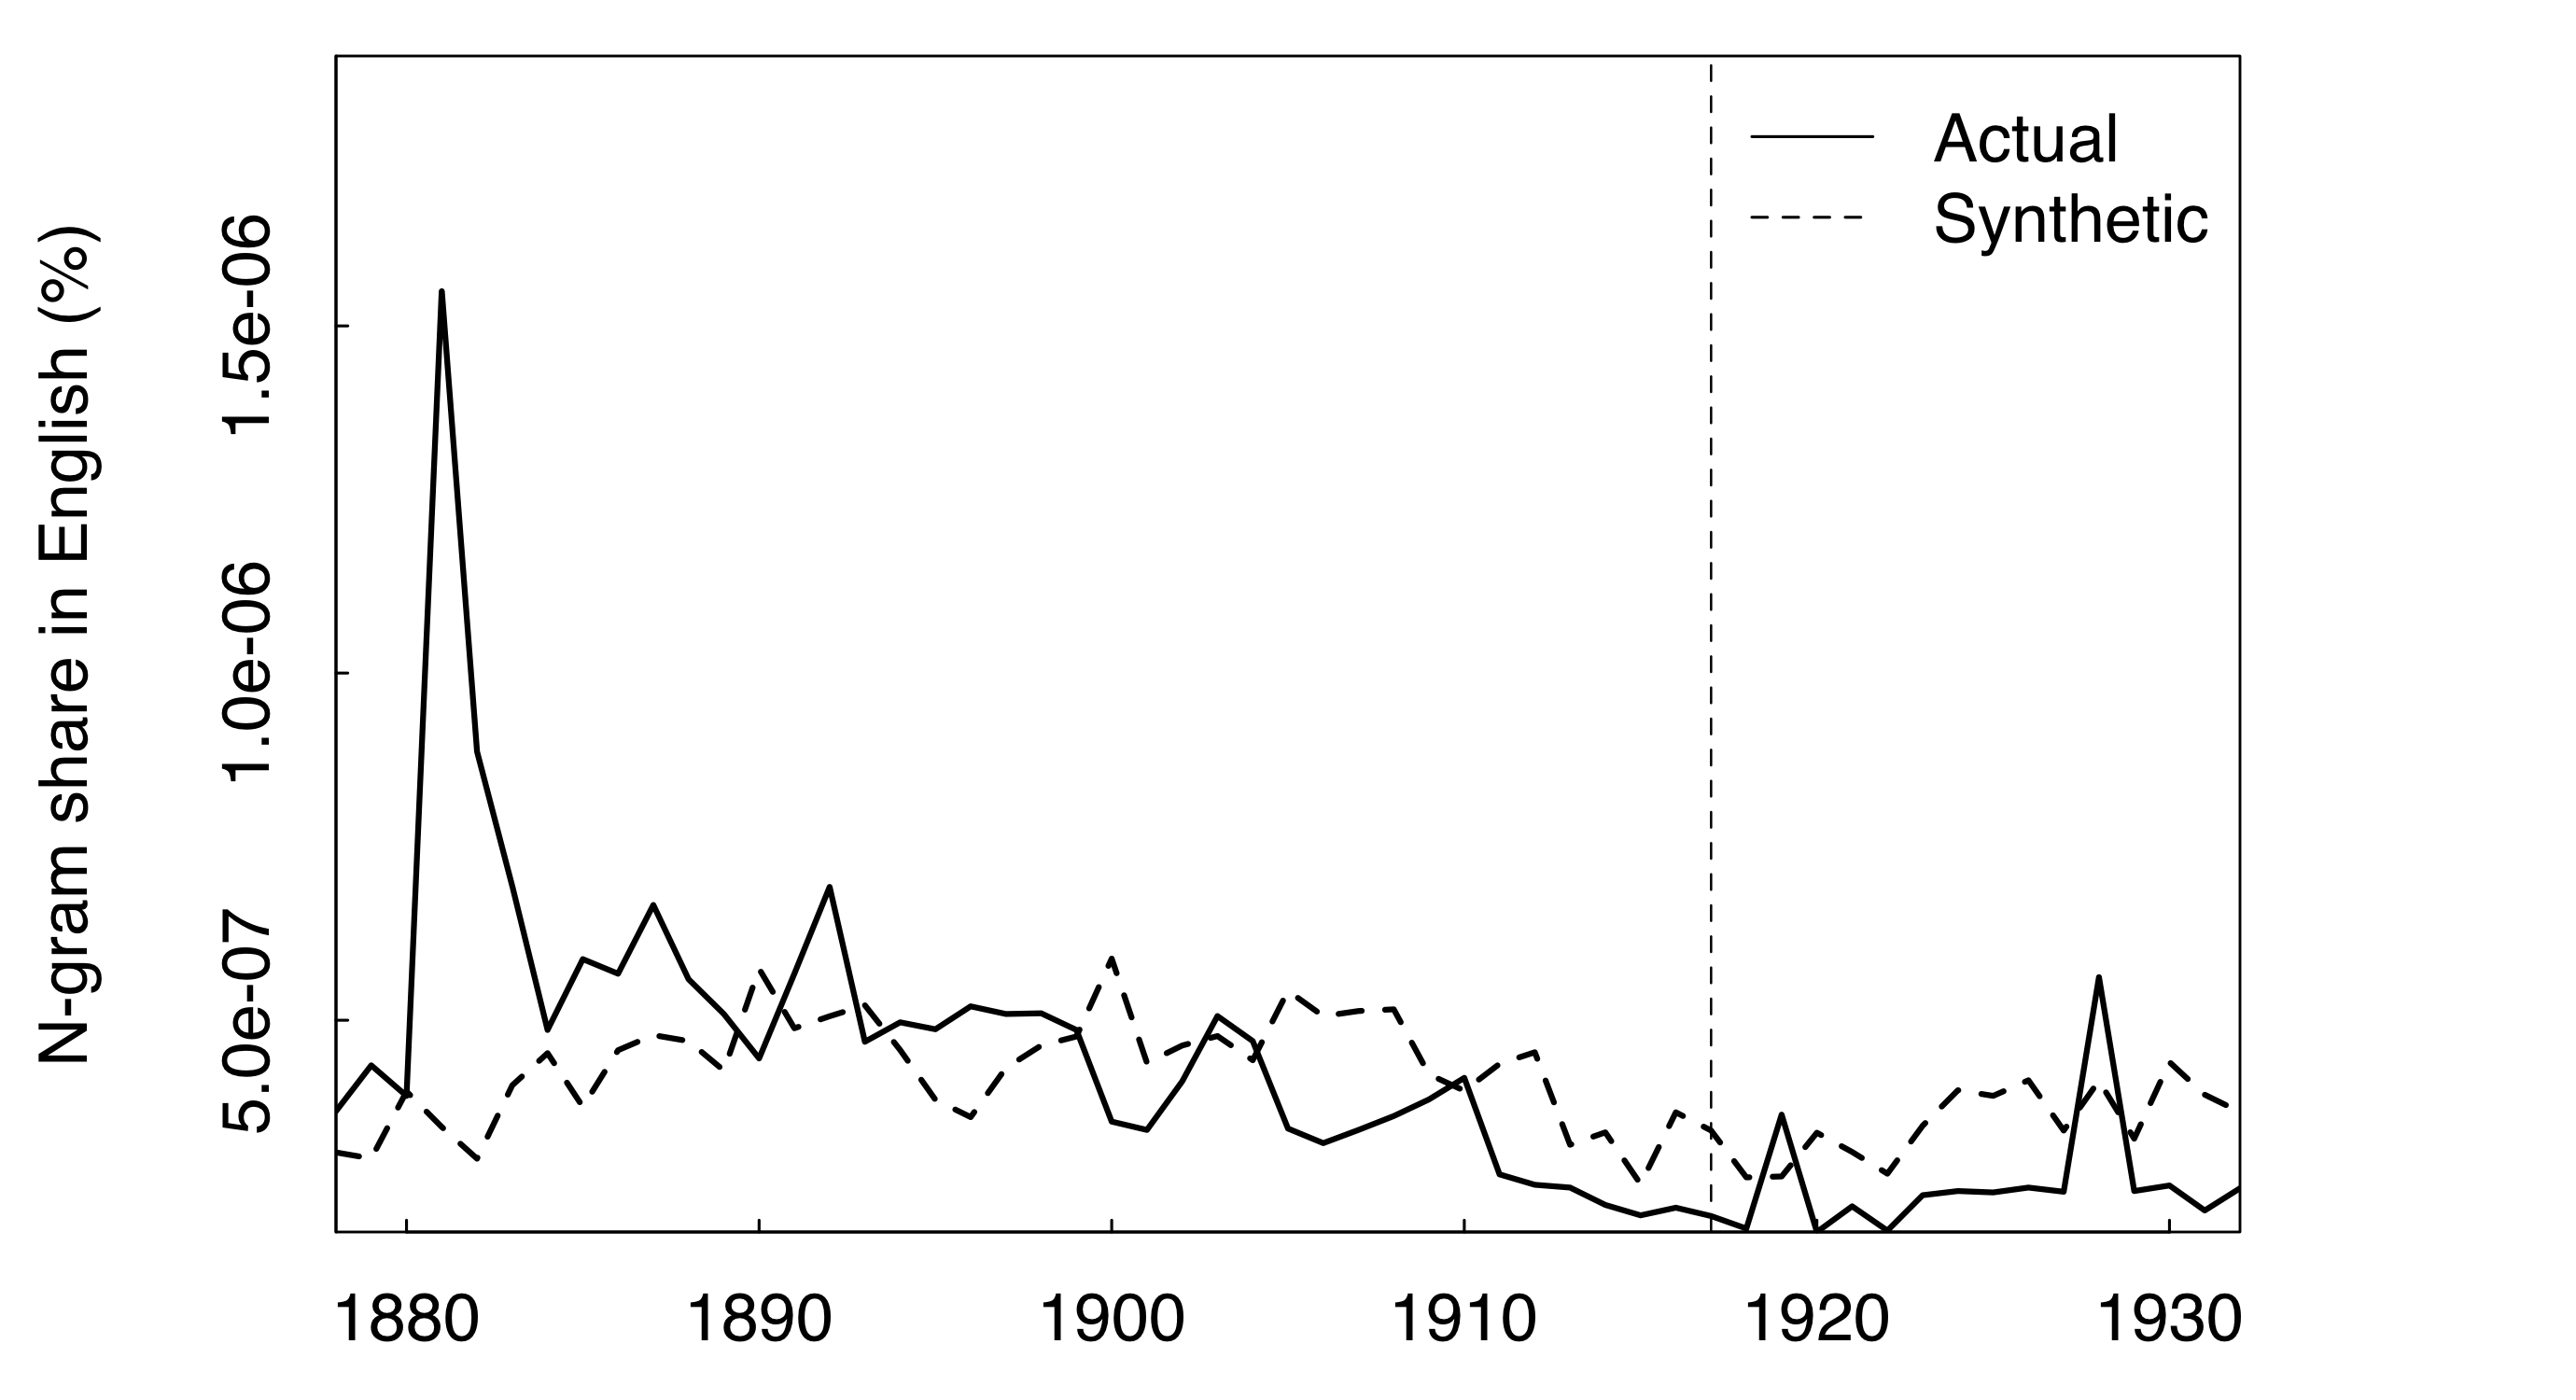 N-gram share in English (%)
1.5e-06
1.0e-06
5.0e-07
Actual
Synthetic
1880 1890 1900 1910 1920 1930